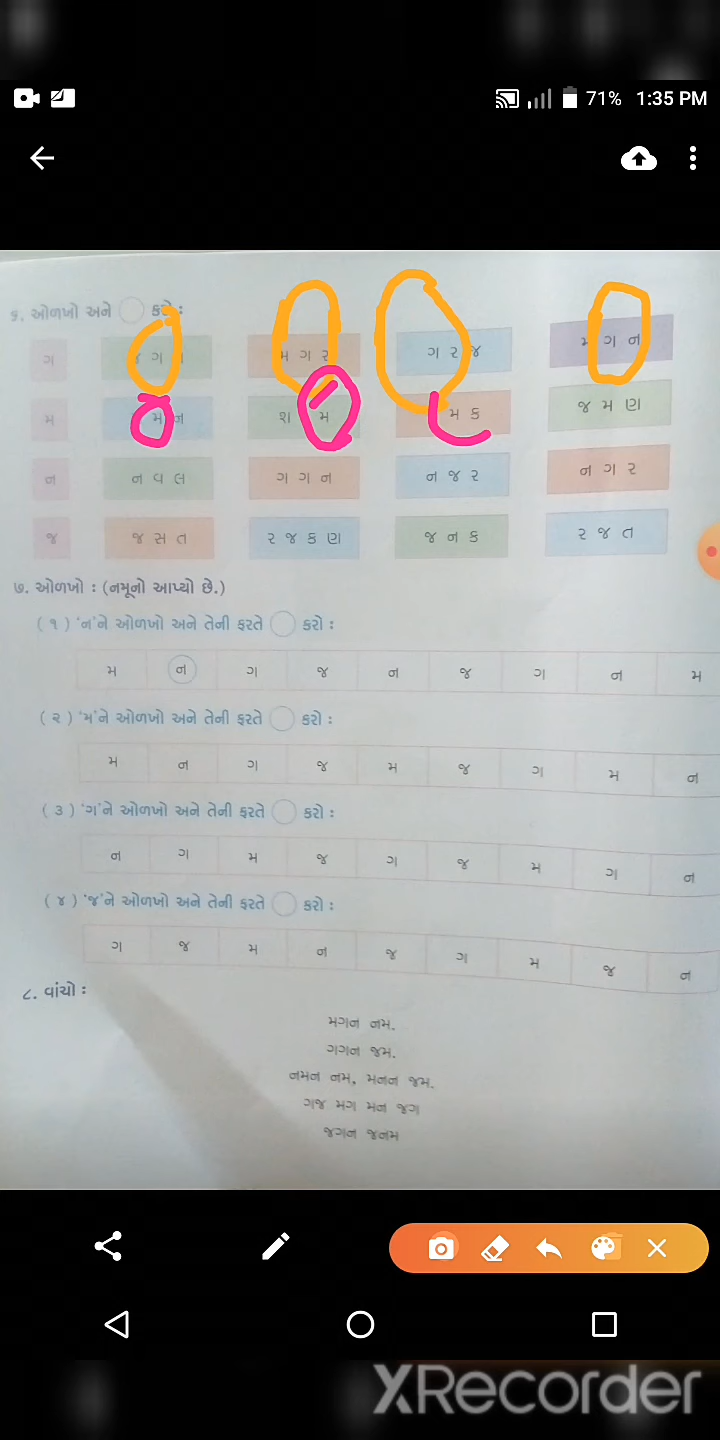 71% 1:35 PM
૬. ઓળખો અને કરો :
ગ મ ગ ર ગ ર જ મ ગ ન
મ મ ન મ મ ક જ મ ણ
ન ન વ લ ગ ગ ન ન જ ર ન ગ ર
જ જ સ ત ર જ ક ણ જ ન ક ર જ ત
૭. ઓળખો : (નમૂનો આપ્યો છે.)
(૧) 'ન'ને ઓળખો અને તેની ફરતે કરો :
મ ન ગ જ ન જ ગ ન મ
(૨) 'મ'ને ઓળખો અને તેની ફરતે કરો :
મ ન ગ જ મ જ ગ મ ન
(૩) 'ગ'ને ઓળખો અને તેની ફરતે કરો :
ન ગ મ જ ગ જ મ ગ ન
(૪) 'જ'ને ઓળખો અને તેની ફરતે કરો :
ગ જ મ ન જ ગ મ જ ન
૮. વાંચો :
મગન નમ.
ગગન જમ.
નમન નમ, મનન જમ.
ગજ મગ મન જગ
જગન જનમ
XRecorder